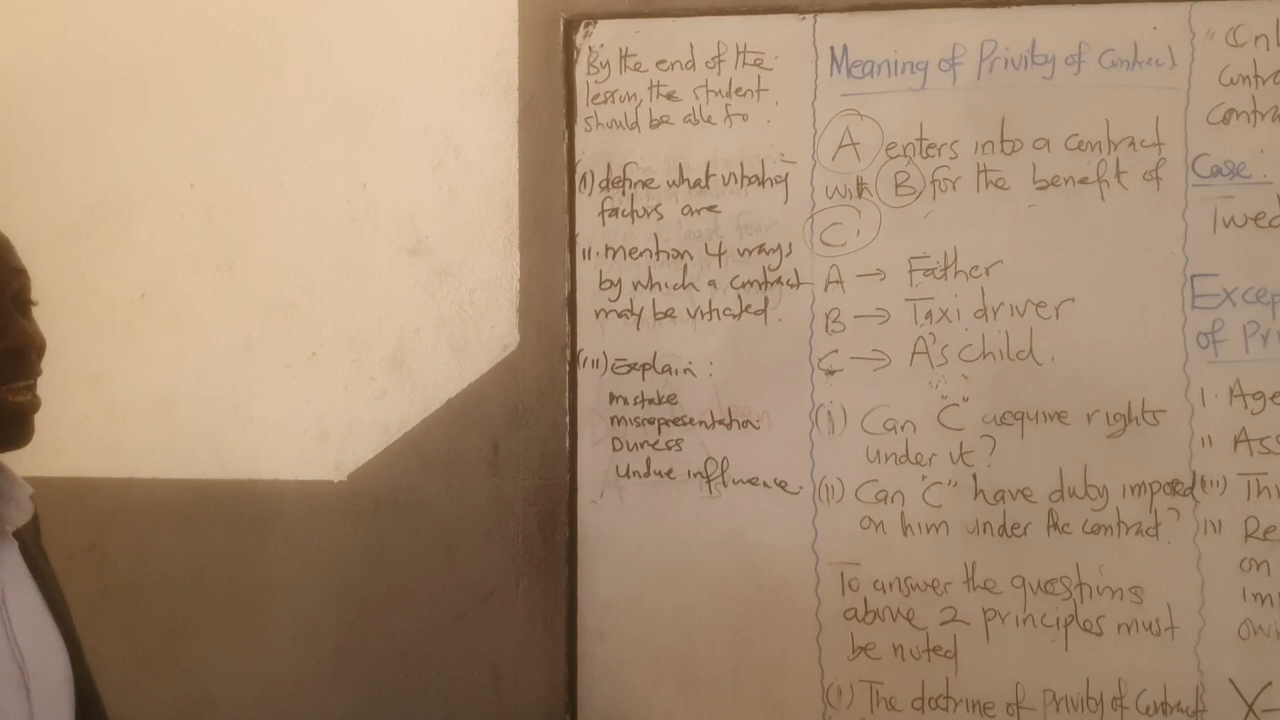 By the end of the
lesson, the student
should be able to.
(i) define what vitiating
factors are
ii. mention 4 ways
by which a contract
may be vitiated.
(iii) Explain:
mistake
misrepresentation
Duress
Undue influence.
Meaning of Privity of Contract
A enters into a contract
with B for the benefit of
C.
A → Father
B → Taxi driver
C → A's child.
(i) Can "C" acquire rights
under it?
(ii) Can "C" have duty imposed
on him under the contract?
To answer the questions
above 2 principles must
be noted
(i) The doctrine of Privity of Contract
Case:
1. Age
ii Ass
(iii)
on
X-